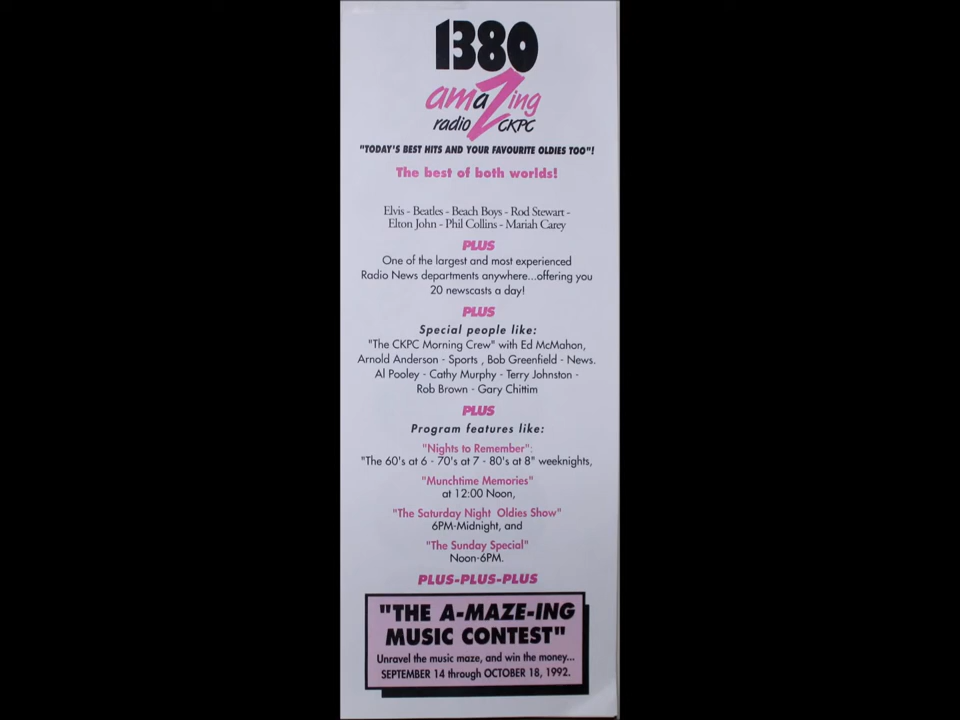 1380
amaZing
radio CKPC
"TODAY'S BEST HITS AND YOUR FAVOURITE OLDIES TOO"!
The best of both worlds!
Elvis - Beatles - Beach Boys - Rod Stewart -
Elton John - Phil Collins - Mariah Carey
PLUS
One of the largest and most experienced
Radio News departments anywhere...offering you
20 newscasts a day!
PLUS
Special people like:
"The CKPC Morning Crew" with Ed McMahon,
Arnold Anderson - Sports , Bob Greenfield - News.
Al Pooley - Cathy Murphy - Terry Johnston -
Rob Brown - Gary Chittim
PLUS
Program features like:
"Nights to Remember":
"The 60's at 6 - 70's at 7 - 80's at 8" weeknights,
"Munchtime Memories"
at 12:00 Noon,
"The Saturday Night Oldies Show"
6PM-Midnight, and
"The Sunday Special"
Noon-6PM.
PLUS-PLUS-PLUS
"THE A-MAZE-ING
MUSIC CONTEST"
Unravel the music maze, and win the money...
SEPTEMBER 14 through OCTOBER 18, 1992.